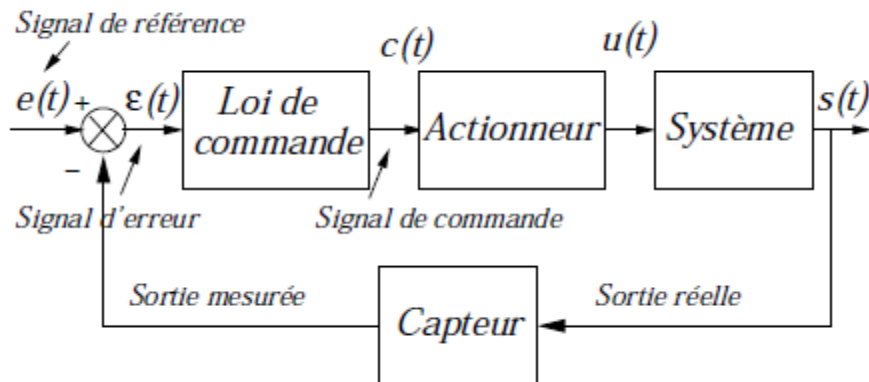 Signal de référence
e(t)
+
ε(t)
Loi de
commande
c(t)
Actionneur
u(t)
Système
s(t)
−
Signal d'erreur
Signal de commande
Sortie mesurée
Capteur
Sortie réelle